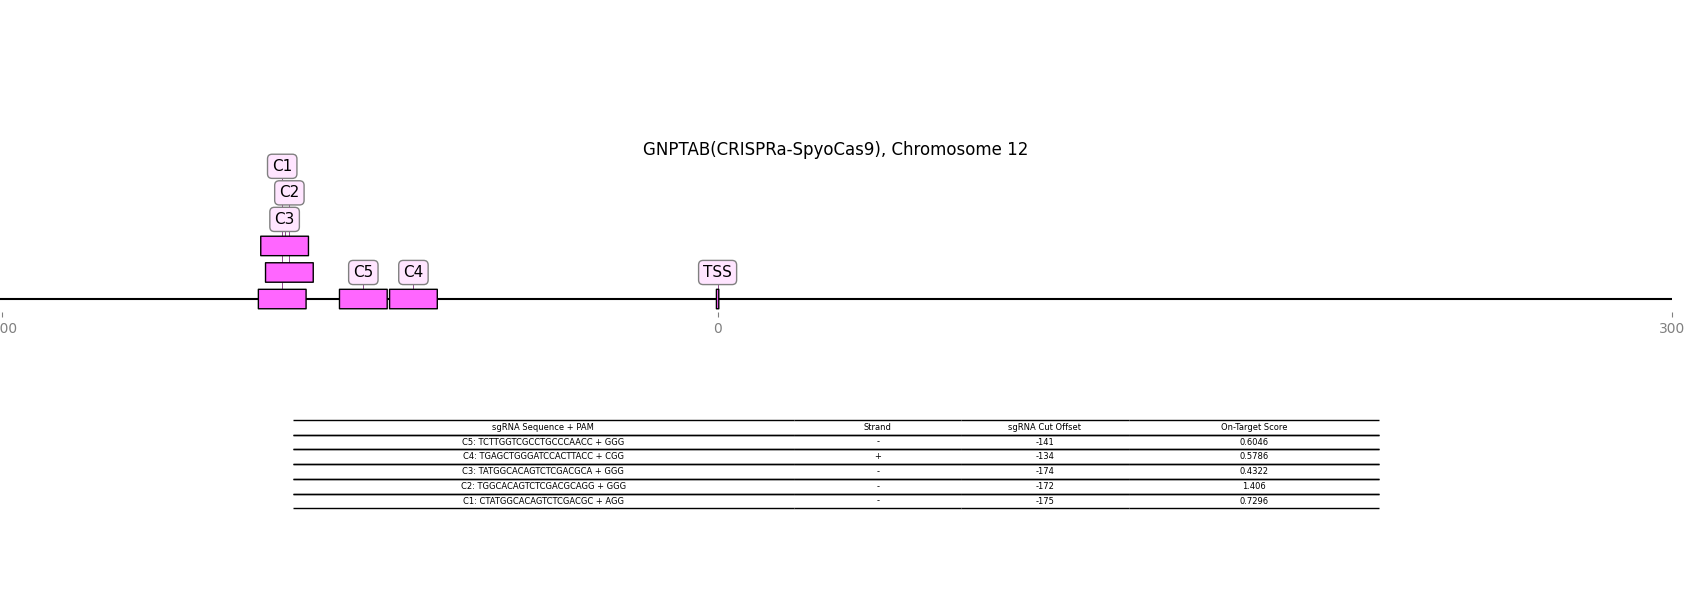 GNPTAB(CRISPRa-SpyoCas9), Chromosome 12
C1
C2
C3
C5 C4 TSS
00 0 300
sgRNA Sequence + PAM Strand sgRNA Cut Offset On-Target Score
C5: TCTTGGTCGCCTGCCCAACC + GGG - -141 0.6046
C4: TGAGCTGGGATCCACTTACC + CGG + -134 0.5786
C3: TATGGCACAGTCTCGACGCA + GGG - -174 0.4322
C2: TGGCACAGTCTCGACGCAGG + GGG - -172 1.406
C1: CTATGGCACAGTCTCGACGC + AGG - -175 0.7296